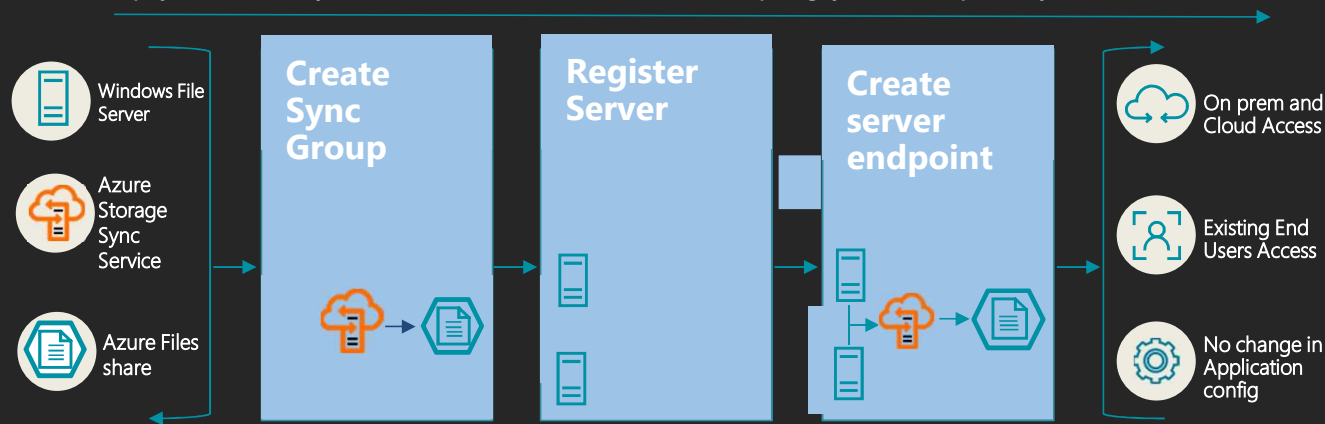 Windows File
Server
Azure
Storage
Sync
Service
Azure Files
share
Create
Sync
Group
Register
Server
Create
server
endpoint
On prem and
Cloud Access
Existing End
Users Access
No change in
Application
config